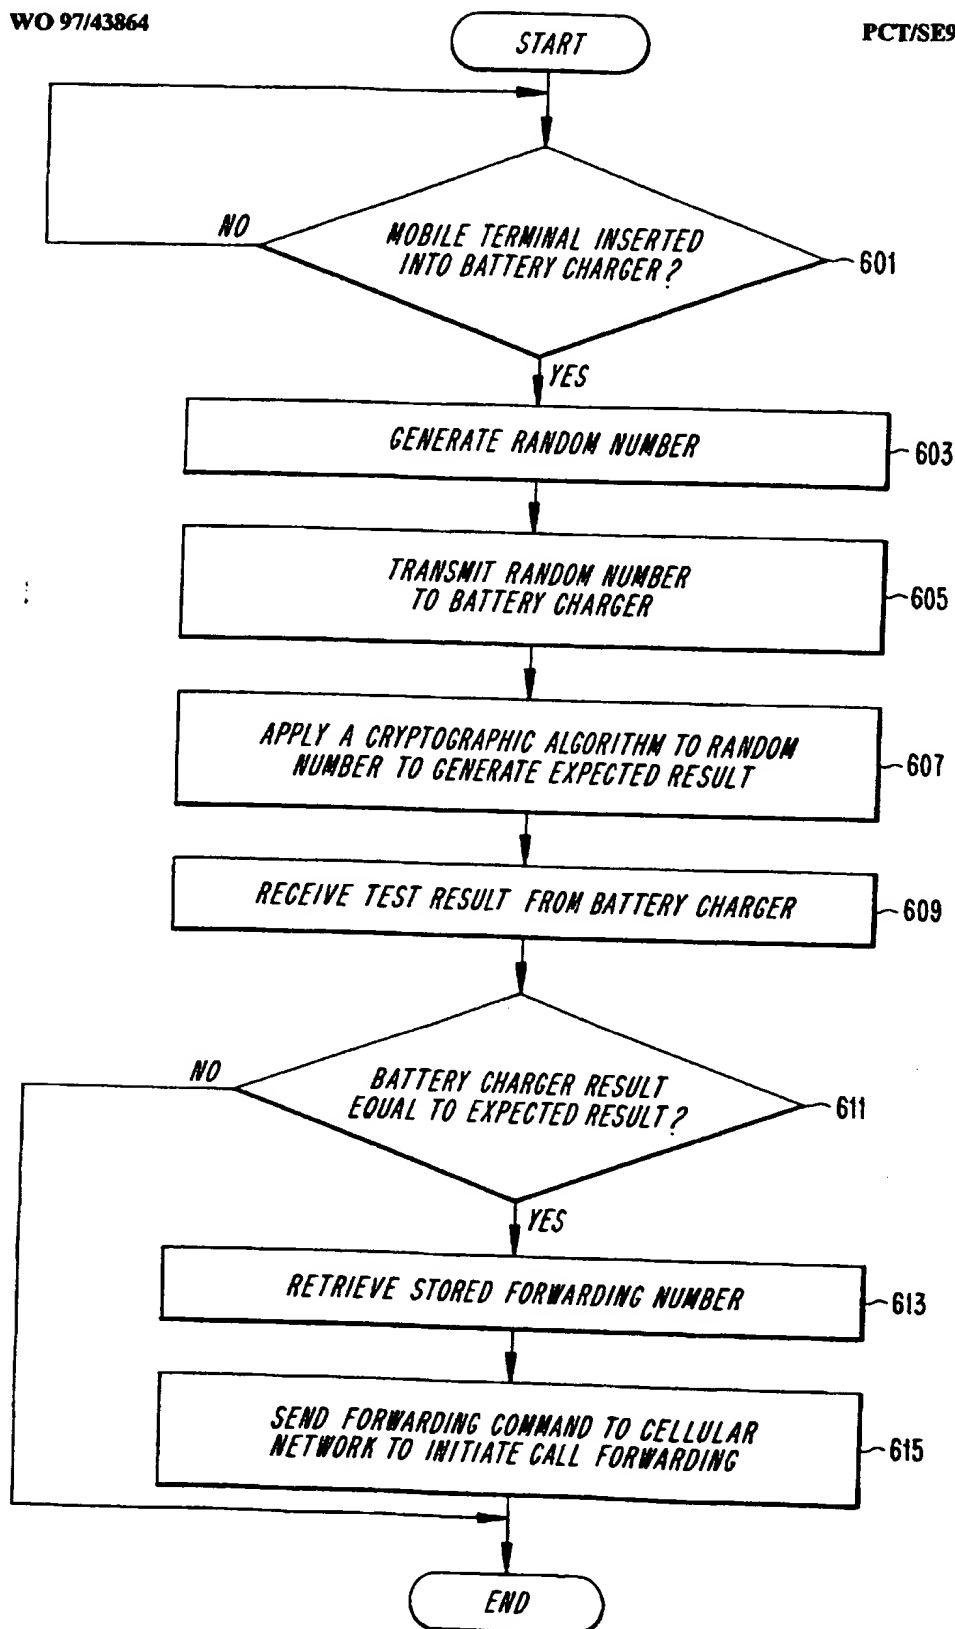 WO 97/43864
PCT/SE9
START
NO
MOBILE TERMINAL INSERTED
INTO BATTERY CHARGER?
601
YES
GENERATE RANDOM NUMBER
603
TRANSMIT RANDOM NUMBER
TO BATTERY CHARGER
605
APPLY A CRYPTOGRAPHIC ALGORITHM TO RANDOM
NUMBER TO GENERATE EXPECTED RESULT
607
RECEIVE TEST RESULT FROM BATTERY CHARGER
609
NO
BATTERY CHARGER RESULT
EQUAL TO EXPECTED RESULT?
611
YES
RETRIEVE STORED FORWARDING NUMBER
613
SEND FORWARDING COMMAND TO CELLULAR
NETWORK TO INITIATE CALL FORWARDING
615
END